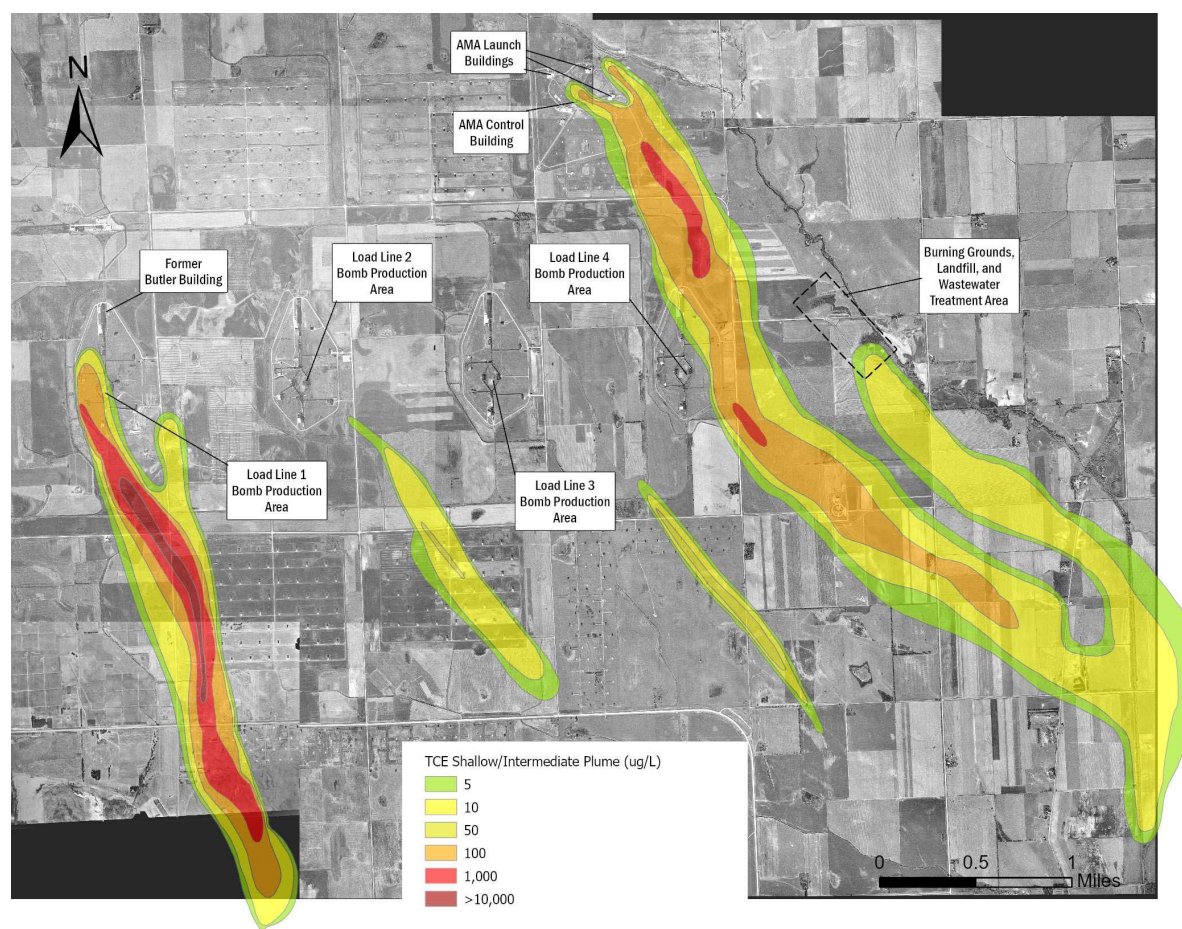 N
AMA Launch
Buildings
AMA Control
Building
Former
Butler Building
Load Line 2
Bomb Production
Area
Load Line 4
Bomb Production
Area
Burning Grounds,
Landfill, and
Wastewater
Treatment Area
Load Line 1
Bomb Production
Area
Load Line 3
Bomb Production
Area
TCE Shallow/Intermediate Plume (ug/L)
5
10
50
100
1,000
>10,000
0 0.5 1
Miles